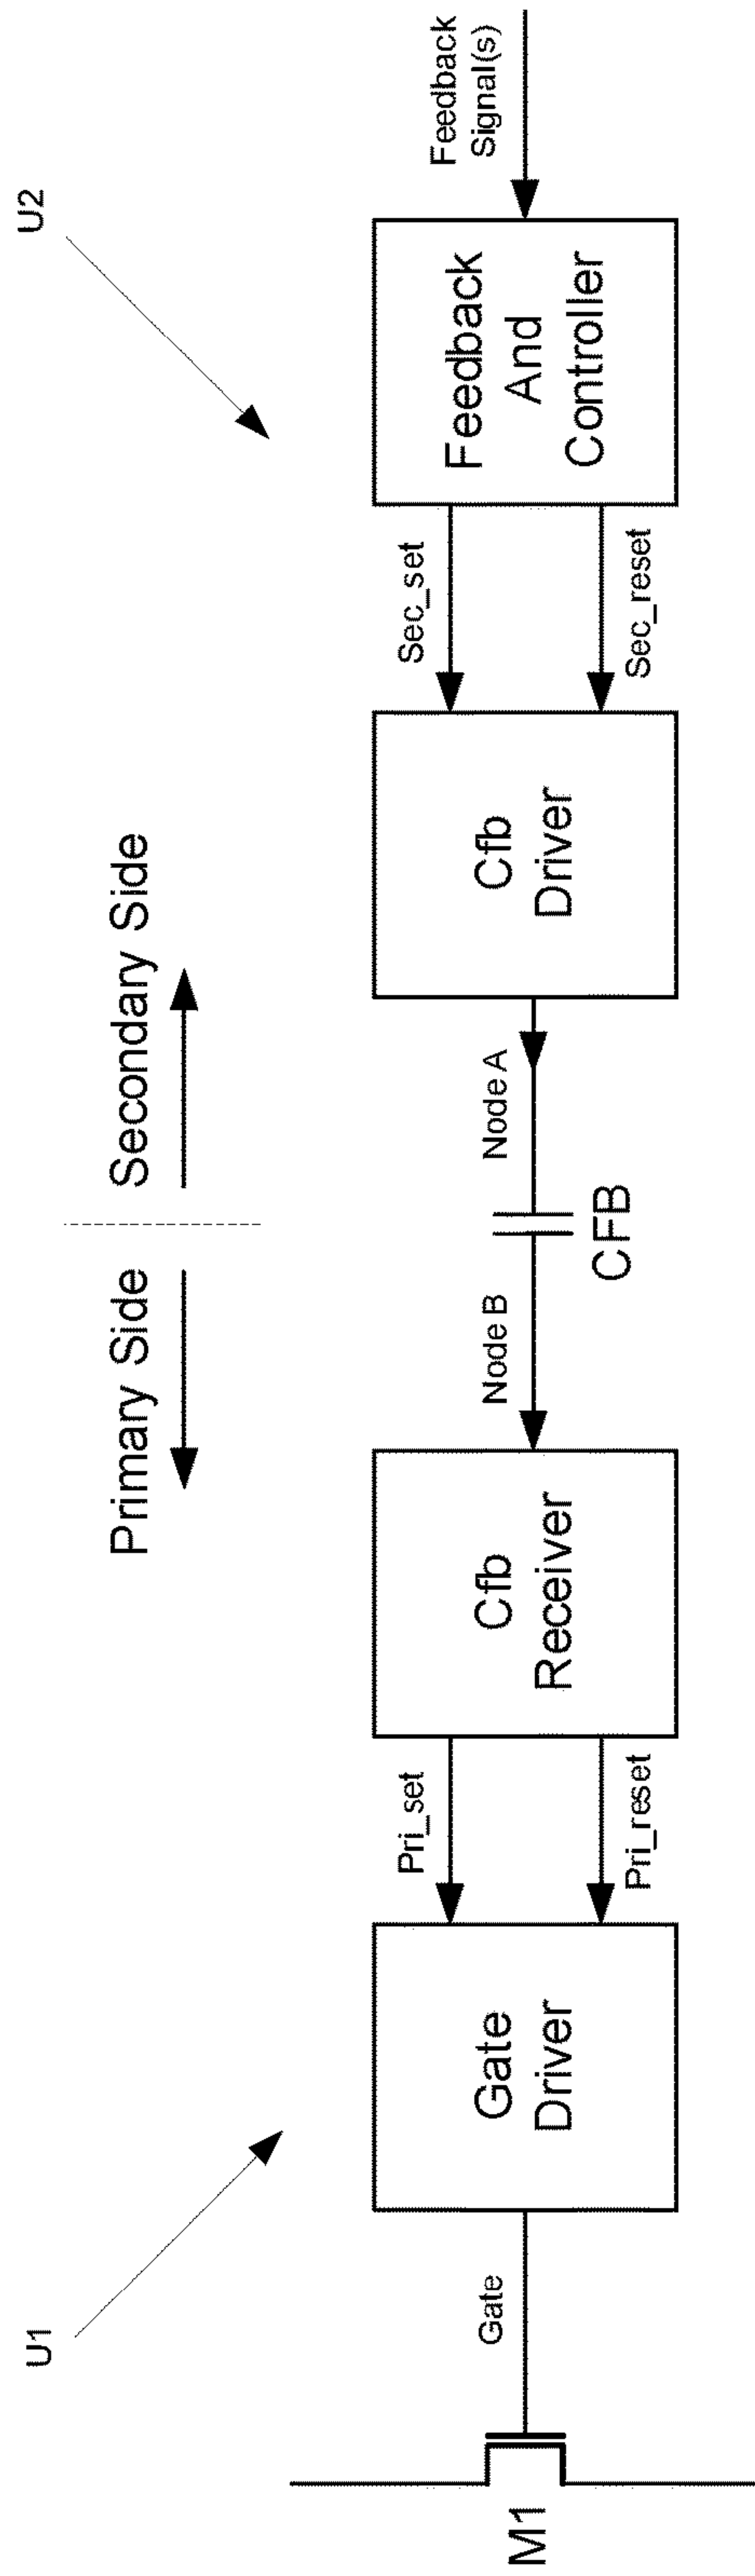 U1
U2
Primary Side
Secondary Side
M1
Gate
Gate
Driver
Pri_set
Pri_reset
Cfb
Receiver
Node B
CFB
Node A
Cfb
Driver
Sec_set
Sec_reset
Feedback
And
Controller
Feedback
Signal(s)